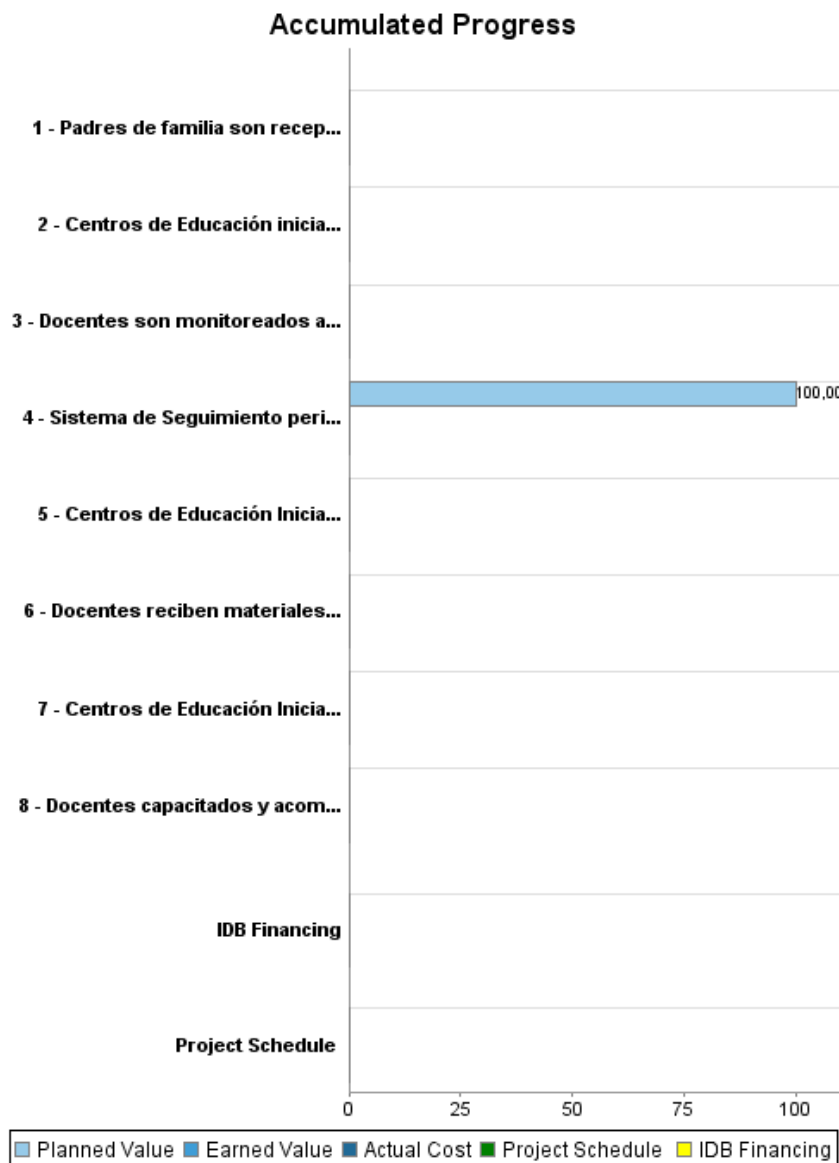 Accumulated Progress
1 - Padres de familia son recep...
2 - Centros de Educación inicia...
3 - Docentes son monitoreados a...
100,00
4 - Sistema de Seguimiento peri...
5 - Centros de Educación Inicia...
6 - Docentes reciben materiales...
7 - Centros de Educación Inicia...
8 - Docentes capacitados y acom...
IDB Financing
Project Schedule
0 25 50 75 100
Planned Value Earned Value Actual Cost Project Schedule IDB Financing